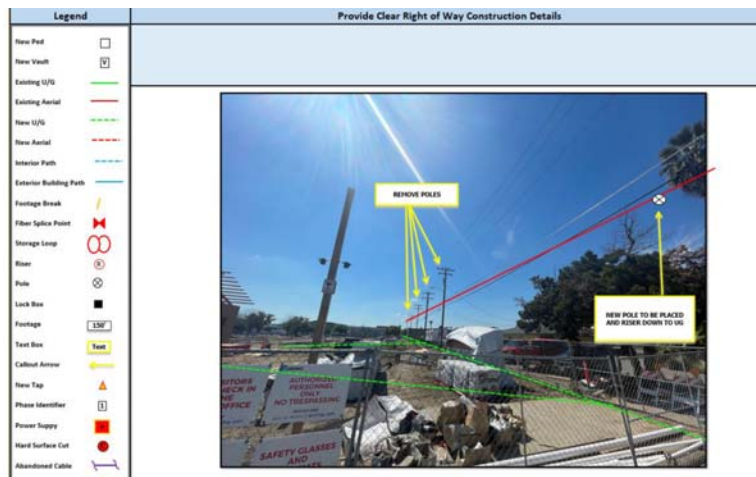 Legend
Provide Clear Right of Way Construction Details
New Ped
New Vault
V
Existing U/G
Existing Aerial
New U/G
New Aerial
Interior Path
Exterior Building Path
Footage Break
Fiber Splice Point
Storage Loop
Riser
R
Pole
Lock Box
Footage
150'
Text Box
Text
Callout Arrow
New Tap
Phase Identifier
1
Power Suppy
Hard Surface Cut
Abandoned Cable
REMOVE POLES
NEW POLE TO BE PLACED
AND RISER DOWN TO UG
CHECK IN
OFFICE
AUTHORIZED
PERSONNEL
ONLY
NO TRESPASSING
SAFETY GLASSES
AND